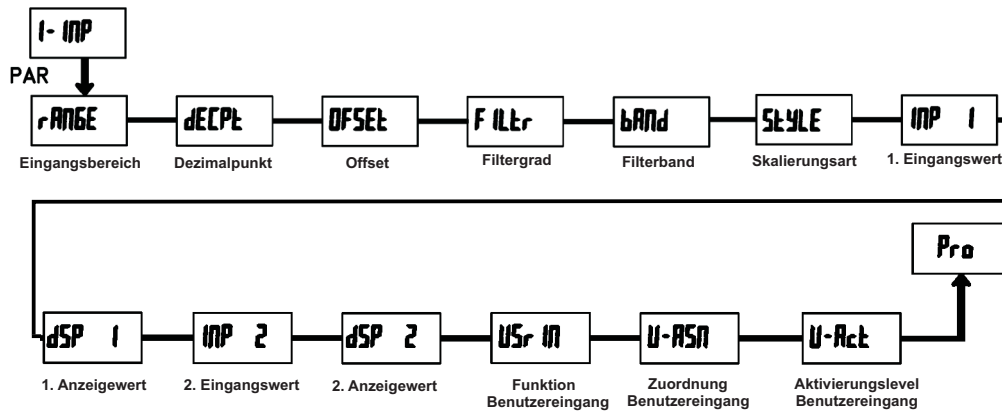 I-INP
PAR
rANGE
dECPt
OFSEt
FILtr
bANd
StYLE
INP 1
Eingangsbereich
Dezimalpunkt
Offset
Filtergrad
Filterband
Skalierungsart
1. Eingangswert
Pro
dSP 1
INP 2
dSP 2
USr IN
U-ASN
U-Act
1. Anzeigewert
2. Eingangswert
2. Anzeigewert
Funktion
Benutzereingang
Zuordnung
Benutzereingang
Aktivierungslevel
Benutzereingang